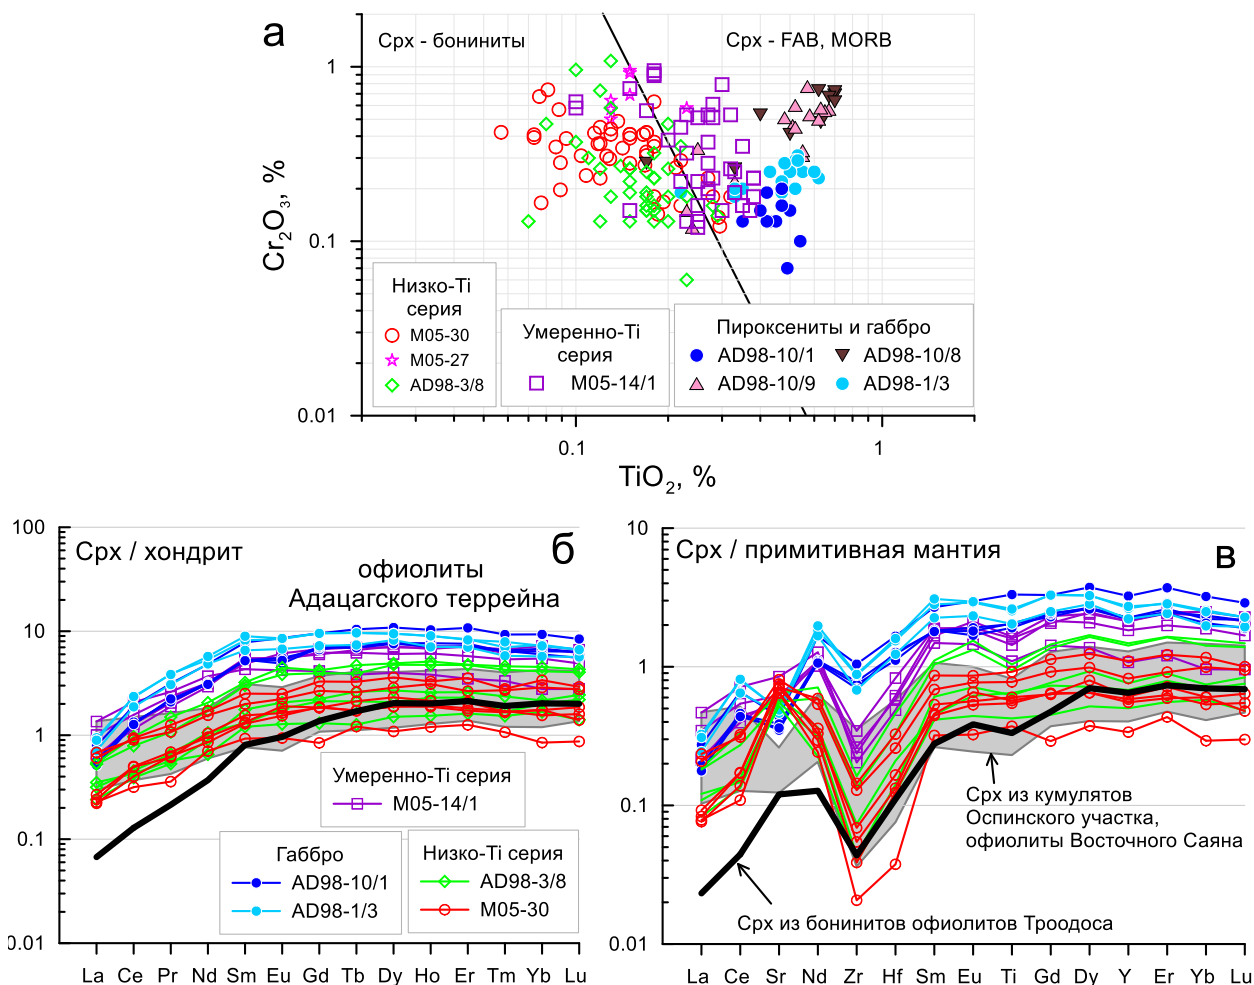 а
Cpx - бониниты
Cpx - FAB, MORB
1
0.1
0.01
Cr2O3, %
Низко-Ti
серия
M05-30
M05-27
AD98-3/8
Умеренно-Ti
серия
M05-14/1
Пироксениты и габбро
AD98-10/1
AD98-10/8
AD98-10/9
AD98-1/3
0.1
1
TiO2, %
б
Cpx / хондрит
офиолиты
Адацагского террейна
100
10
1
0.1
0.01
Умеренно-Ti серия
M05-14/1
Габбро
AD98-10/1
AD98-1/3
Низко-Ti серия
AD98-3/8
M05-30
La Ce Pr Nd Sm Eu Gd Tb Dy Ho Er Tm Yb Lu
в
Cpx / примитивная мантия
10
1
0.1
0.01
Cpx из кумулятов
Оспинского участка,
офиолиты Восточного Саяна
Cpx из бонинитов офиолитов Троодоса
La Ce Sr Nd Zr Hf Sm Eu Ti Gd Dy Y Er Yb Lu